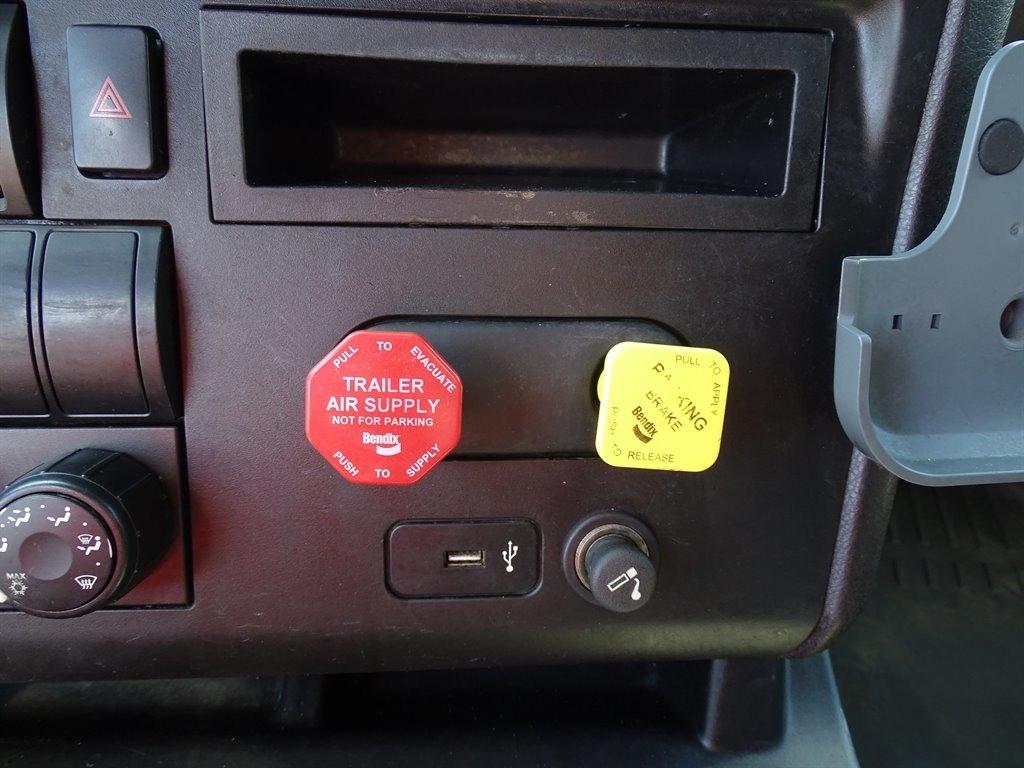 PULL TO EVACUATE
TRAILER
AIR SUPPLY
NOT FOR PARKING
Bendix
PUSH TO SUPPLY
PULL TO APPLY
BRAKE
Bendix
PUSH TO RELEASE
MAX